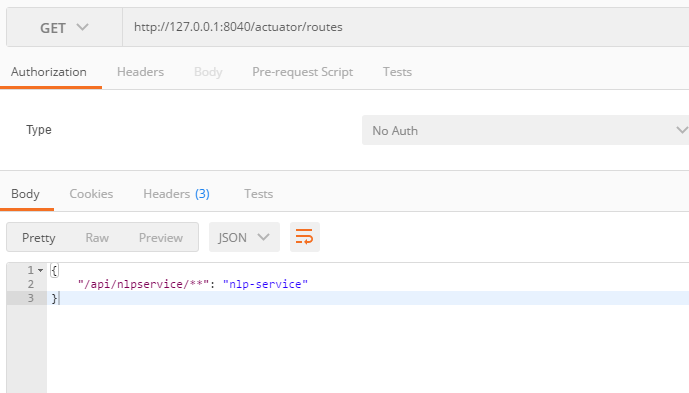 GET http://127.0.0.1:8040/actuator/routes
Authorization Headers Body Pre-request Script Tests
Type No Auth
Body Cookies Headers (3) Tests
Pretty Raw Preview JSON
1 {
2 "/api/nlpservice/**": "nlp-service"
3 }